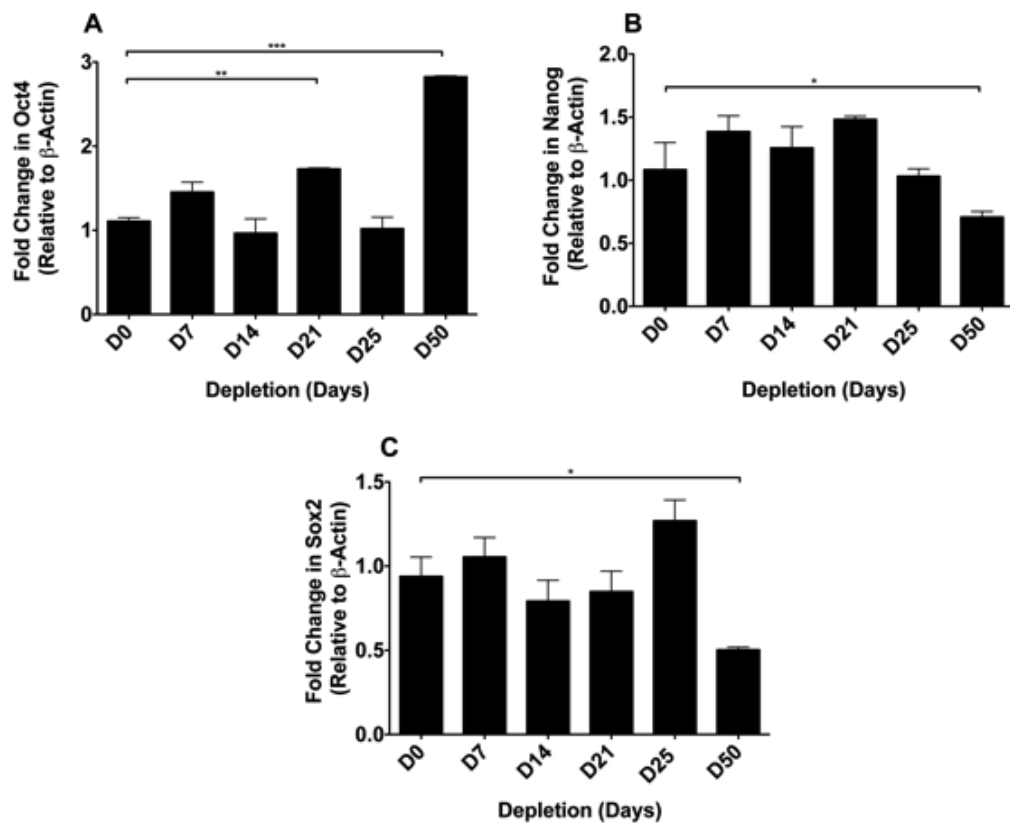 A
***
**
Fold Change in Oct4
(Relative to β-Actin)
3
2
1
0
D0 D7 D14 D21 D25 D50
Depletion (Days)
B
*
Fold Change in Nanog
(Relative to β-Actin)
2.0
1.5
1.0
0.5
0.0
D0 D7 D14 D21 D25 D50
Depletion (Days)
C
*
Fold Change in Sox2
(Relative to β-Actin)
1.5
1.0
0.5
0.0
D0 D7 D14 D21 D25 D50
Depletion (Days)